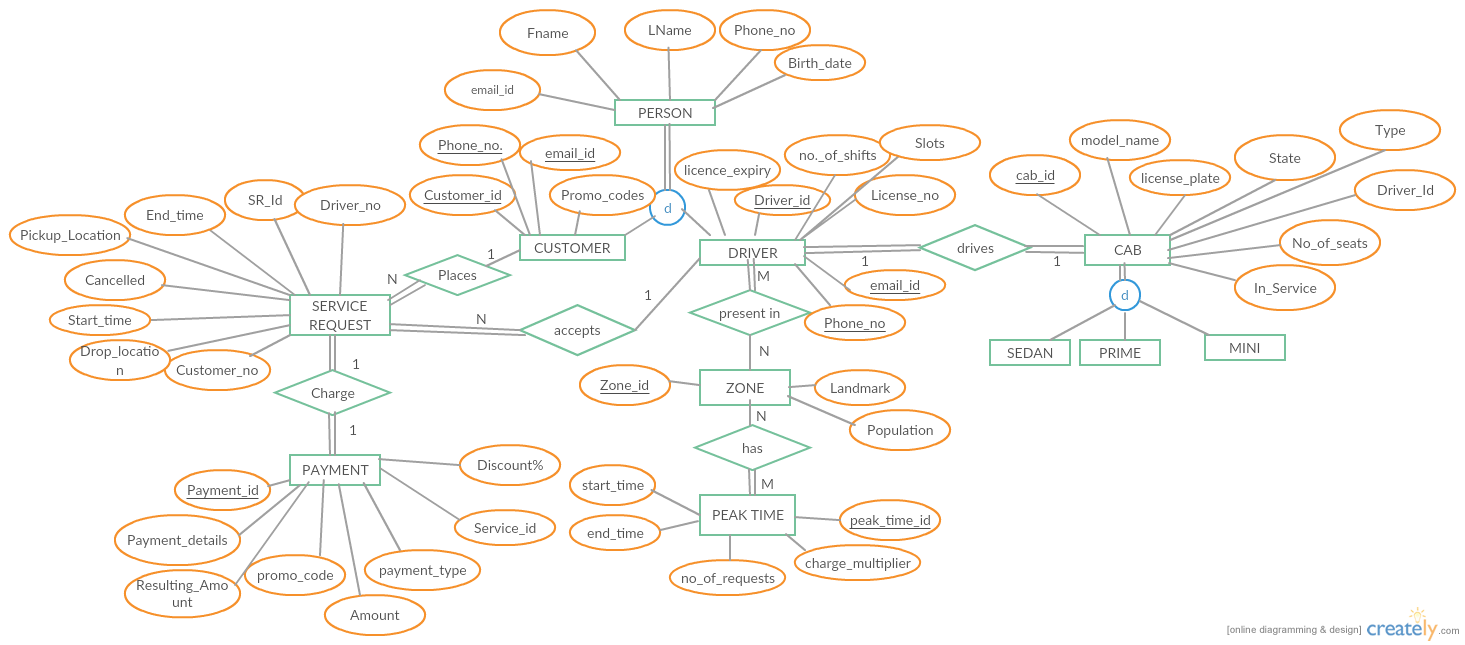 Fname
LName
Phone_no
Birth_date
email_id
PERSON
Phone_no.
email_id
Customer_id
Promo_codes
d
licence_expiry
no._of_shifts
Slots
Driver_id
License_no
model_name
Type
State
cab_id
license_plate
Driver_Id
No_of_seats
In_Service
SR_Id
Driver_no
End_time
Pickup_Location
Cancelled
Start_time
Drop_locatio
n
Customer_no
SERVICE
REQUEST
N
Places
1
CUSTOMER
DRIVER
1
drives
1
CAB
d
SEDAN
PRIME
MINI
email_id
Phone_no
N
accepts
1
M
present in
N
1
Charge
1
ZONE
Zone_id
Landmark
Population
N
has
M
PAYMENT
Discount%
Payment_id
Service_id
Payment_details
Resulting_Amo
unt
promo_code
payment_type
Amount
start_time
end_time
PEAK TIME
peak_time_id
charge_multiplier
no_of_requests
[online diagramming & design] creately.com